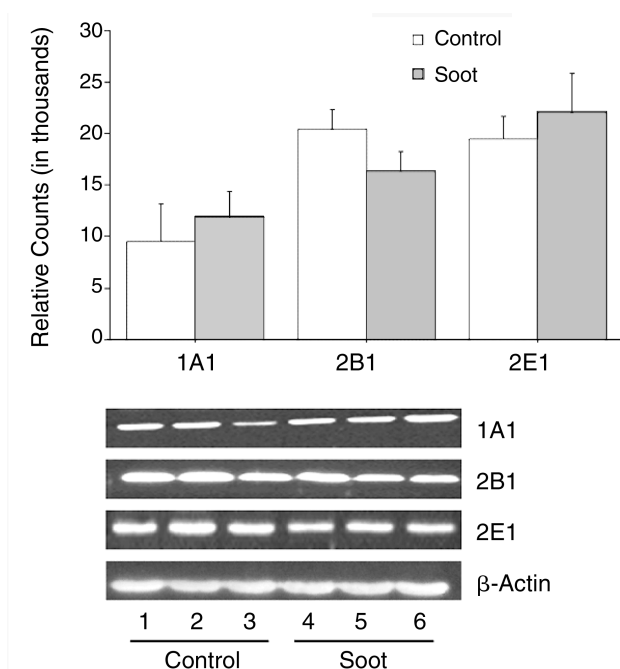 Relative Counts (in thousands)
30
25
20
15
10
5
0
Control
Soot
1A1 2B1 2E1
1A1
2B1
2E1
β-Actin
1 2 3 4 5 6
Control Soot